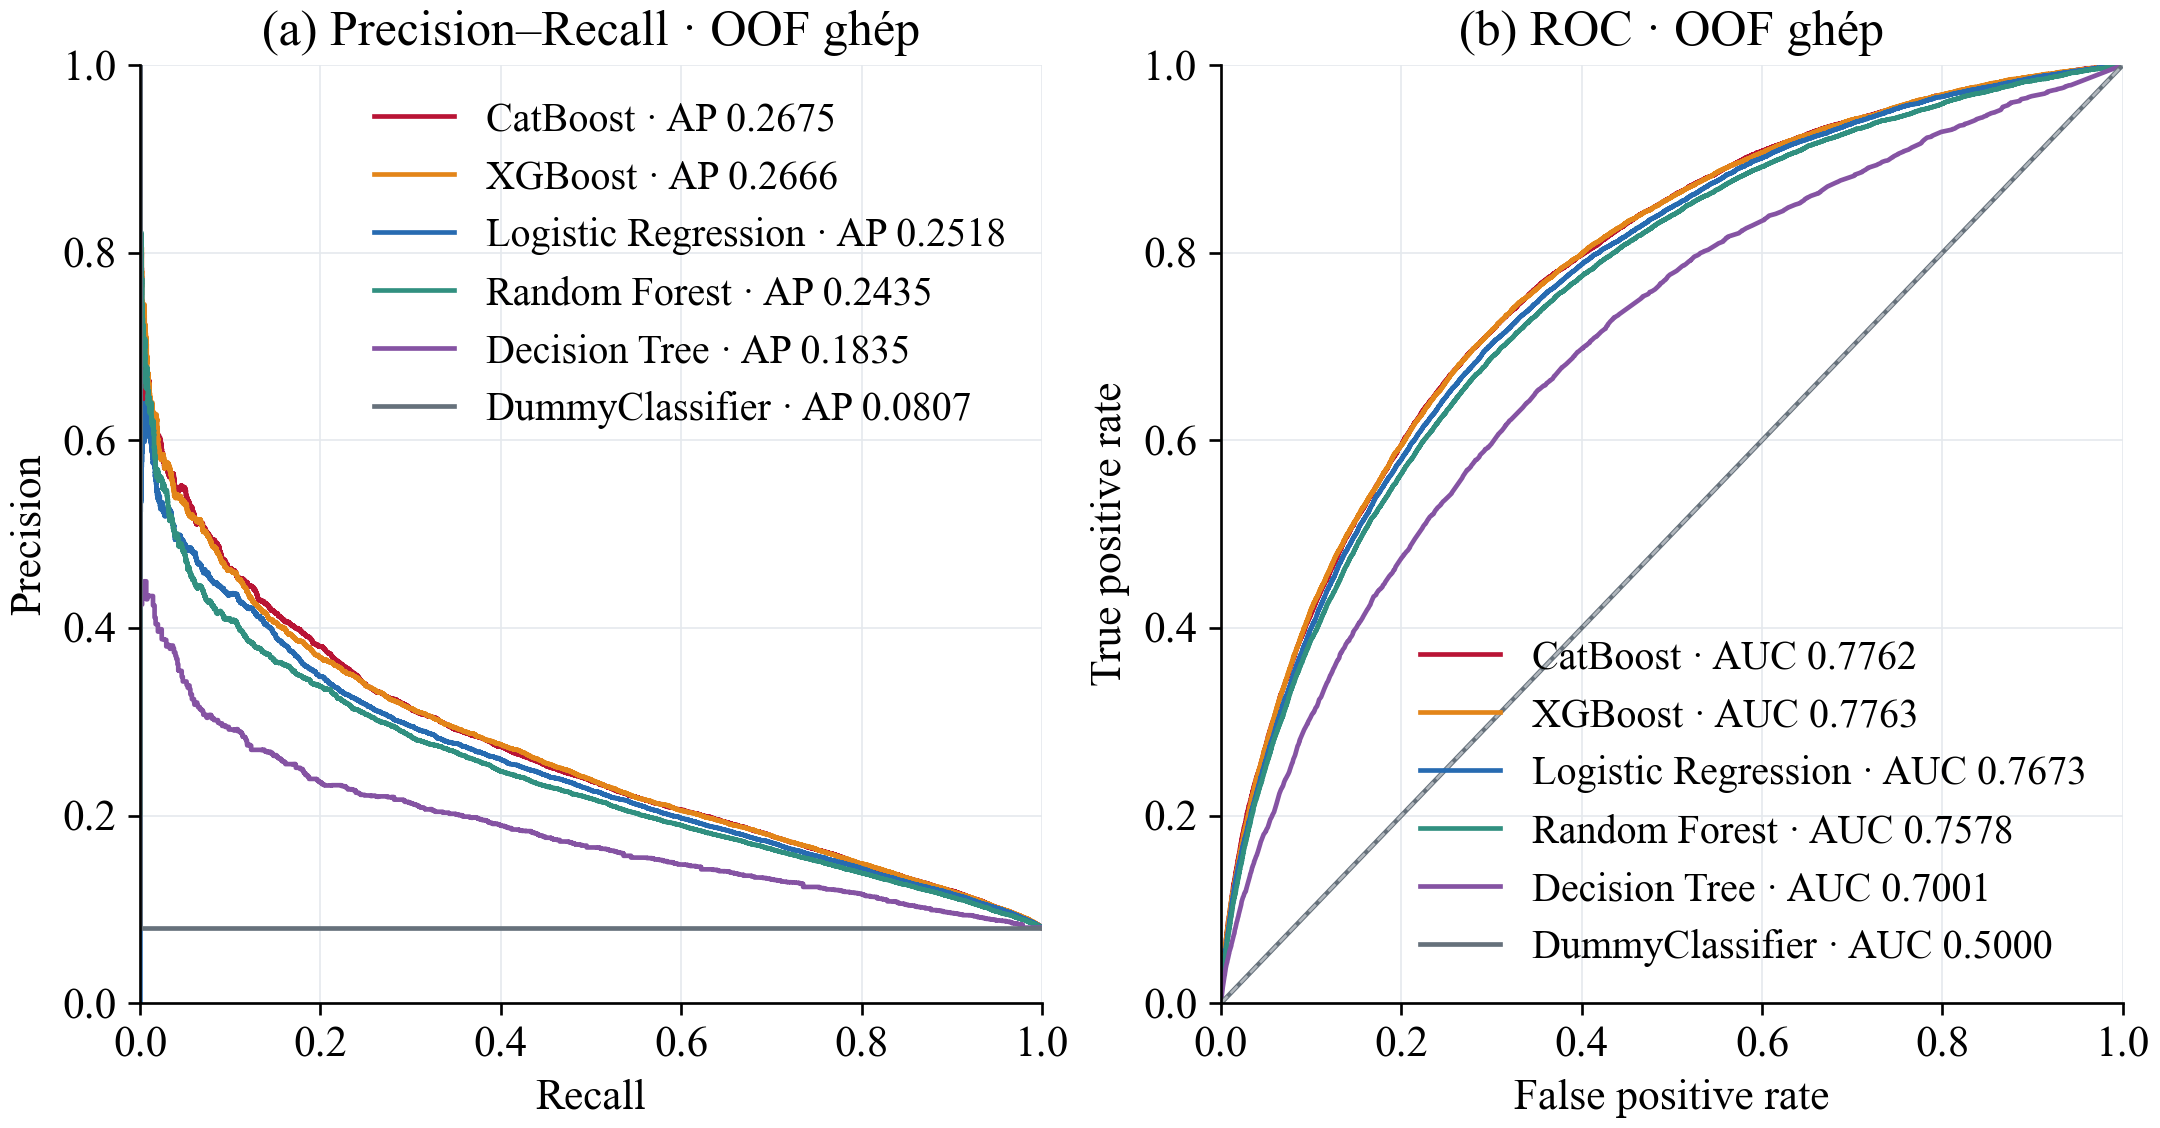 (a) Precision–Recall · OOF ghép
1.0
0.8
0.6
0.4
0.2
0.0
Precision
CatBoost · AP 0.2675
XGBoost · AP 0.2666
Logistic Regression · AP 0.2518
Random Forest · AP 0.2435
Decision Tree · AP 0.1835
DummyClassifier · AP 0.0807
0.0 0.2 0.4 0.6 0.8 1.0
Recall
(b) ROC · OOF ghép
1.0
0.8
0.6
0.4
0.2
0.0
True positive rate
CatBoost · AUC 0.7762
XGBoost · AUC 0.7763
Logistic Regression · AUC 0.7673
Random Forest · AUC 0.7578
Decision Tree · AUC 0.7001
DummyClassifier · AUC 0.5000
0.0 0.2 0.4 0.6 0.8 1.0
False positive rate